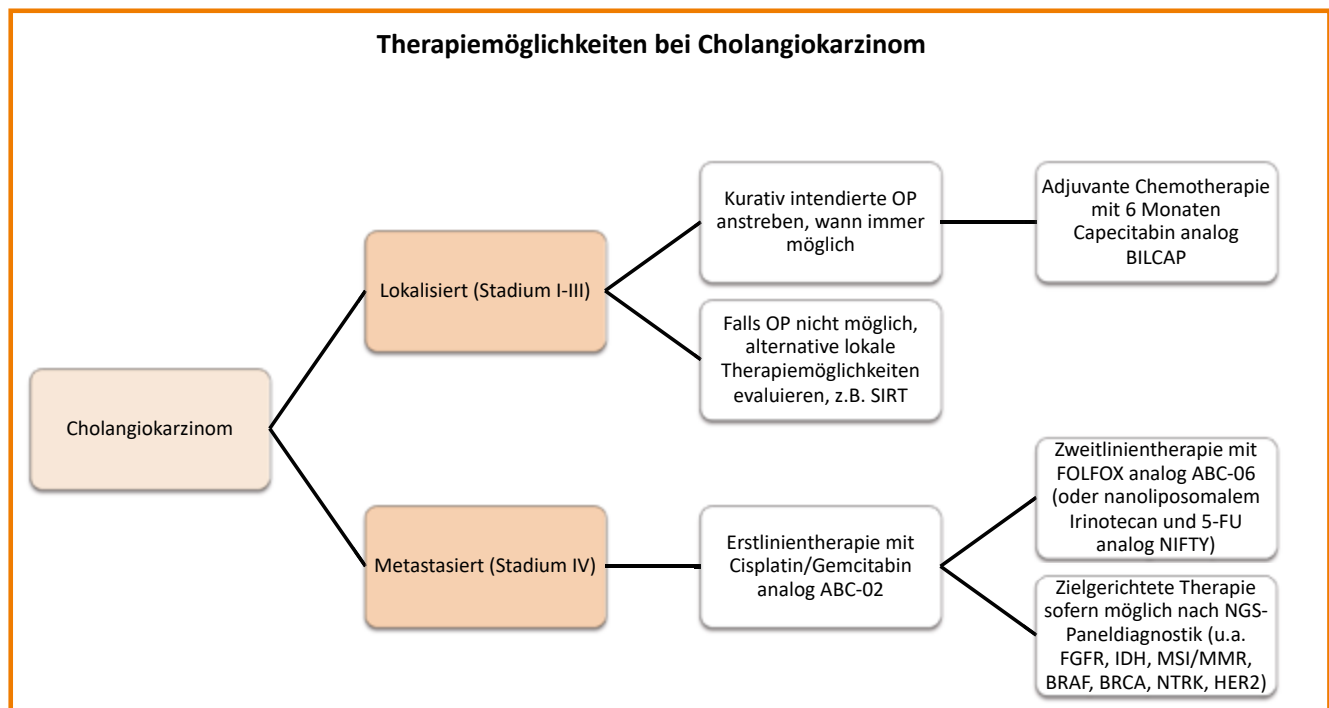 Therapiemöglichkeiten bei Cholangiokarzinom
Kurativ intendierte OP
anstreben, wann immer
möglich
Adjuvante Chemotherapie
mit 6 Monaten
Capecitabin analog
BILCAP
Lokalisiert (Stadium I-III)
Falls OP nicht möglich,
alternative lokale
Therapiemöglichkeiten
evaluieren, z.B. SIRT
Cholangiokarzinom
Zweitlinientherapie mit
FOLFOX analog ABC-06
(oder nanoliposomalem
Irinotecan und 5-FU
analog NIFTY)
Metastasiert (Stadium IV)
Erstlinientherapie mit
Cisplatin/Gemcitabin
analog ABC-02
Zielgerichtete Therapie
sofern möglich nach NGS-
Paneldiagnostik (u.a.
FGFR, IDH, MSI/MMR,
BRAF, BRCA, NTRK, HER2)